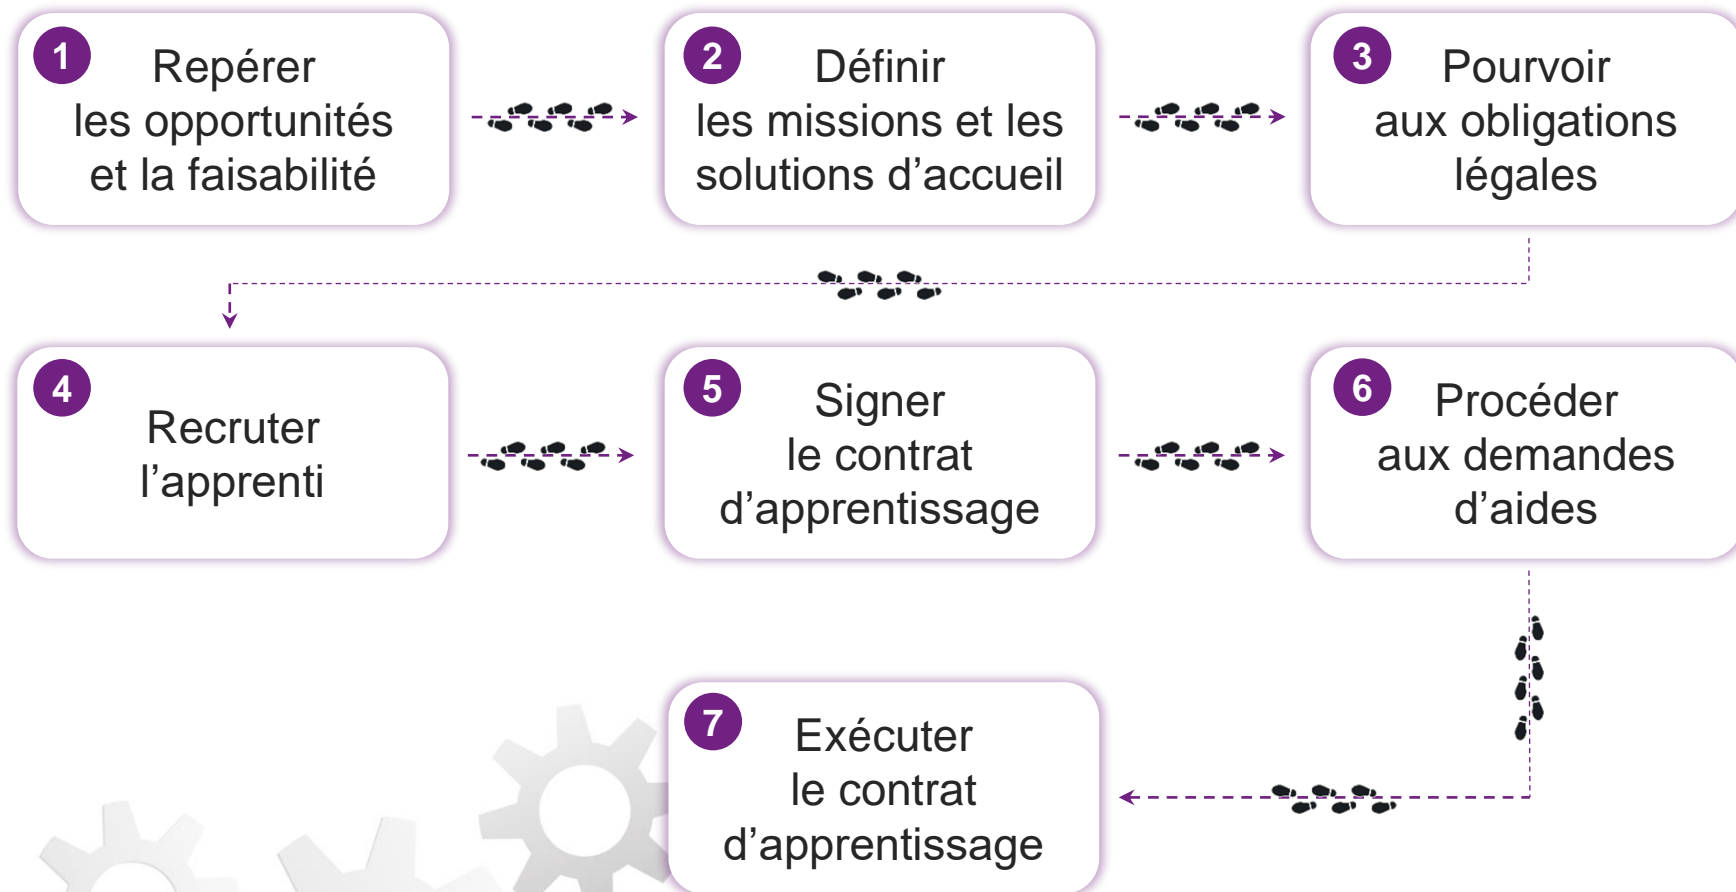 1
Repérer
les opportunités
et la faisabilité
2
Définir
les missions et les
solutions d’accueil
3
Pourvoir
aux obligations
légales
4
Recruter
l’apprenti
5
Signer
le contrat
d’apprentissage
6
Procéder
aux demandes
d’aides
7
Exécuter
le contrat
d’apprentissage